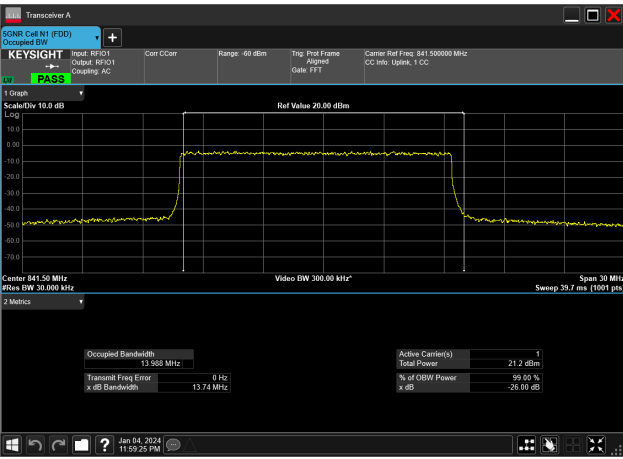 Transceiver A
5GNR Cell N1 (FDD)
Occupied BW
KEYSIGHT
LXI
PASS
Input: RFIO1
Output: RFIO1
Coupling: AC
Corr CCorr
Range: -60 dBm
Trig: Prot Frame
Aligned
Gate: FFT
Carrier Ref Freq: 841.500000 MHz
CC Info: Uplink, 1 CC
1 Graph
Scale/Div 10.0 dB
Ref Value 20.00 dBm
Log
10.0
0.00
-10.0
-20.0
-30.0
-40.0
-50.0
-60.0
-70.0
Center 841.50 MHz
Video BW 300.00 kHz*
Span 30 MHz
#Res BW 30.000 kHz
Sweep 39.7 ms (1001 pts)
2 Metrics
Occupied Bandwidth
13.988 MHz
Transmit Freq Error 0 Hz
x dB Bandwidth 13.74 MHz
Active Carrier(s) 1
Total Power 21.2 dBm
% of OBW Power 99.00 %
x dB -26.00 dB
Jan 04, 2024
11:59:25 PM